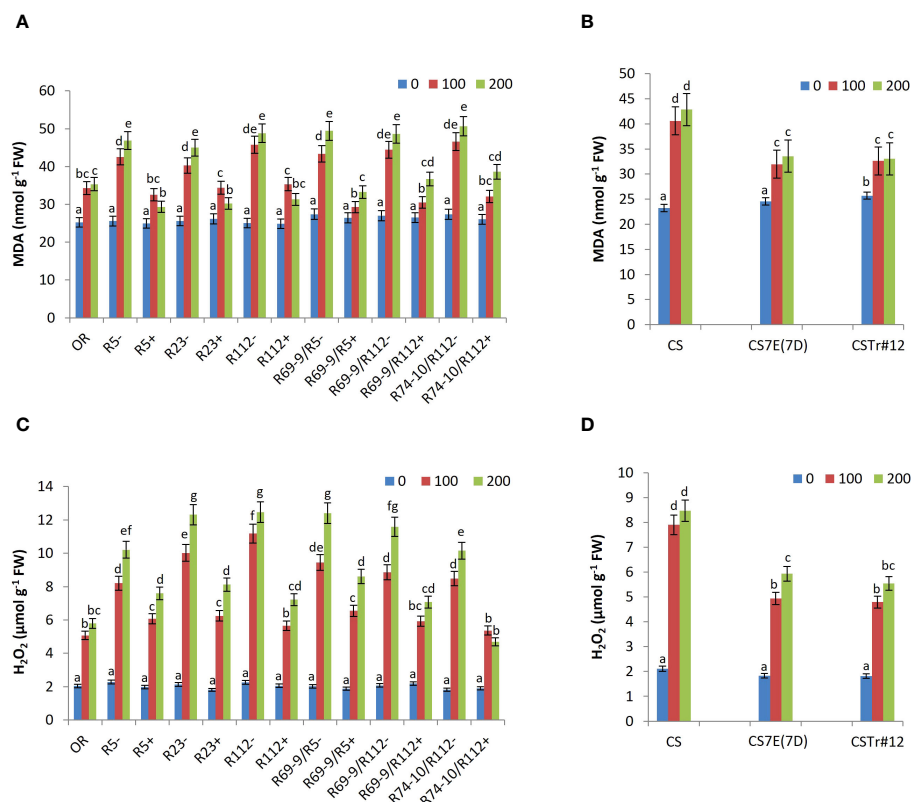 A
0 100 200
MDA (nmol g⁻¹ FW)
60
50
40
30
20
10
0
a bc c a d e a c b a d e a c b a de e a c bc a d e a b c a de e a b cd a de e a bc cd
OR R5- R5+ R23- R23+ R112- R112+ R69-9/R5- R69-9/R5+ R69-9/R112- R69-9/R112+ R74-10/R112- R74-10/R112+
B
0 100 200
MDA (nmol g⁻¹ FW)
50
45
40
35
30
25
20
15
10
5
0
a d d a c c b c c
CS CS7E(7D) CSTr#12
C
0 100 200
H₂O₂ (µmol g⁻¹ FW)
14
12
10
8
6
4
2
0
a b bc a d ef a c d a e g a c d a f g a c cd a de g a c d a d fg a c cd a d e a b b
OR R5- R5+ R23- R23+ R112- R112+ R69-9/R5- R69-9/R5+ R69-9/R112- R69-9/R112+ R74-10/R112- R74-10/R112+
D
0 100 200
H₂O₂ (µmol g⁻¹ FW)
10
9
8
7
6
5
4
3
2
1
0
a d d a b c a b bc
CS CS7E(7D) CSTr#12